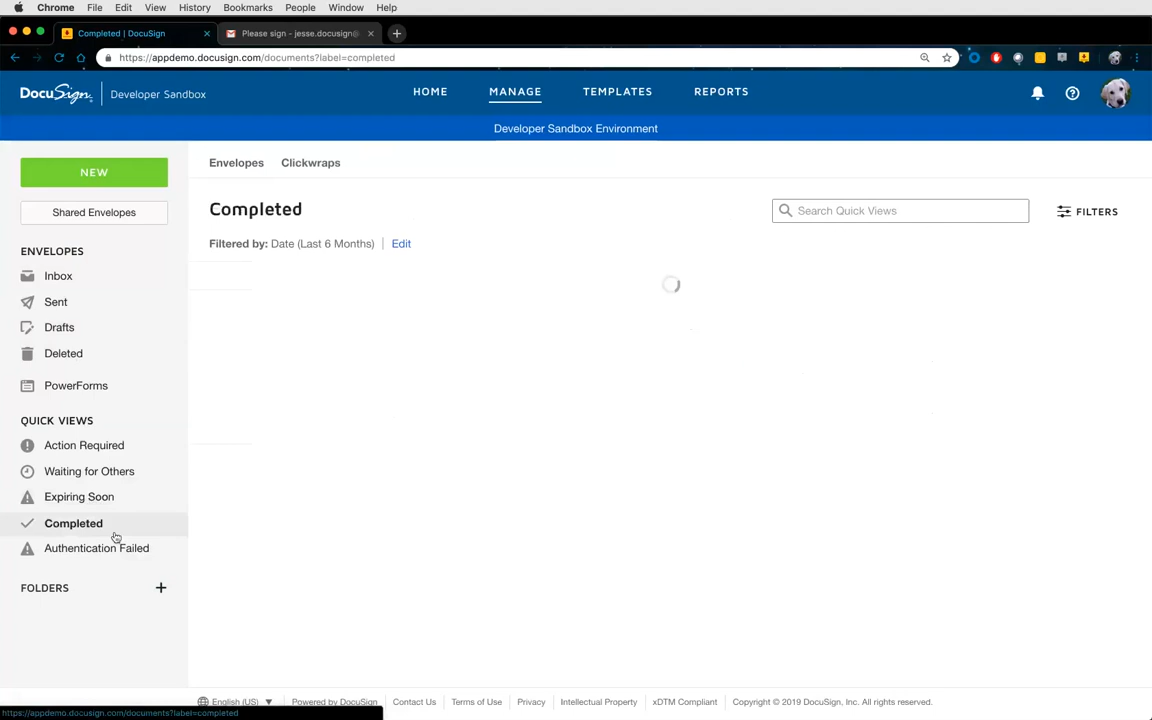 Chrome File Edit View History Bookmarks People Window Help
Completed | DocuSign
Please sign - jesse.docusign@
https://appdemo.docusign.com/documents?label=completed
DocuSign Developer Sandbox HOME MANAGE TEMPLATES REPORTS
Developer Sandbox Environment
NEW
Shared Envelopes
ENVELOPES
Inbox
Sent
Drafts
Deleted
PowerForms
QUICK VIEWS
Action Required
Waiting for Others
Expiring Soon
Completed
Authentication Failed
FOLDERS
Envelopes Clickwraps
Completed
Search Quick Views
FILTERS
Filtered by: Date (Last 6 Months) | Edit
English (US) Powered by DocuSign Contact Us Terms of Use Privacy Intellectual Property xDTM Compliant Copyright © 2019 DocuSign, Inc. All rights reserved.
https://appdemo.docusign.com/documents?label=completed